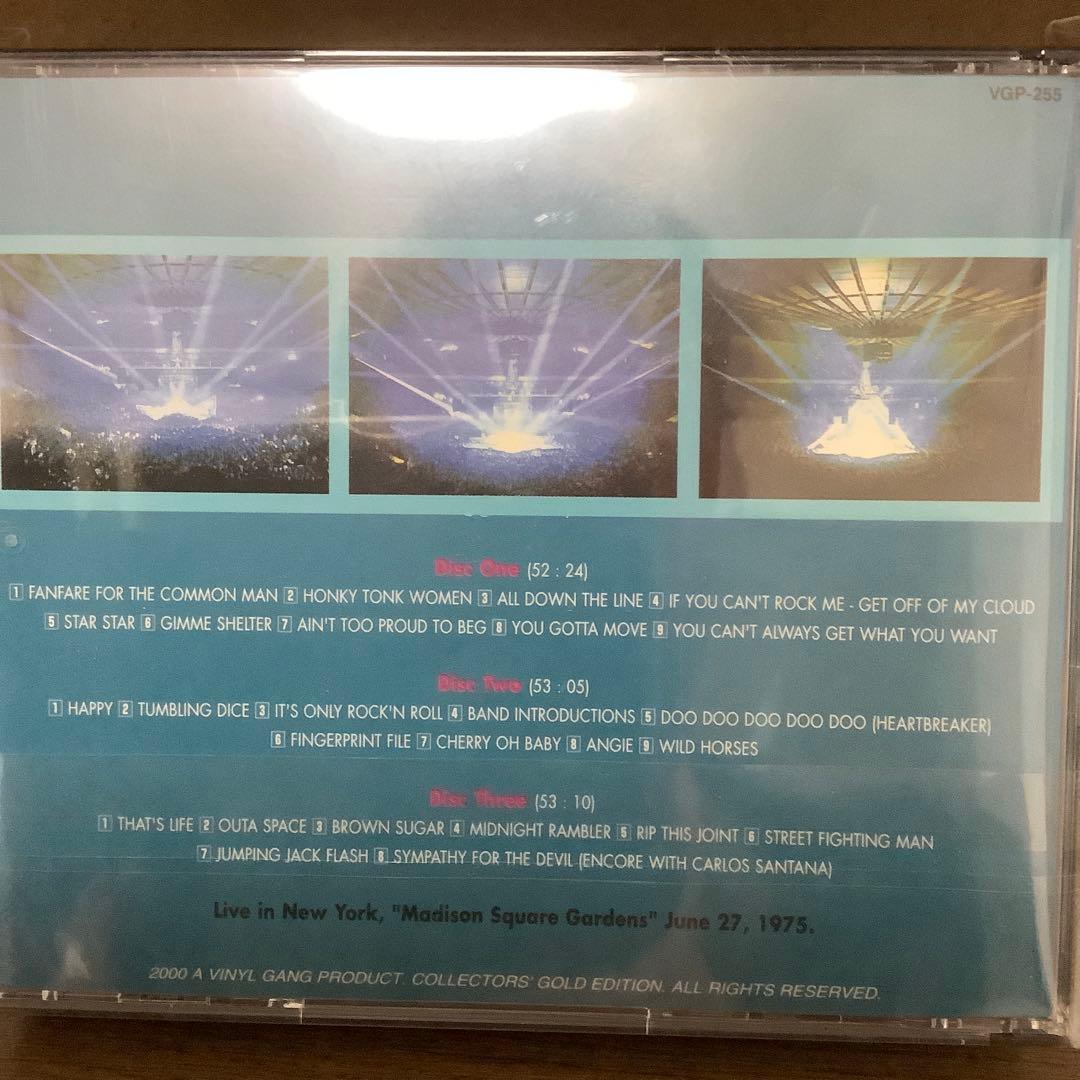 VGP-255
Disc One (52 : 24)
1 FANFARE FOR THE COMMON MAN 2 HONKY TONK WOMEN 3 ALL DOWN THE LINE 4 IF YOU CAN'T ROCK ME - GET OFF OF MY CLOUD
5 STAR STAR 6 GIMME SHELTER 7 AIN'T TOO PROUD TO BEG 8 YOU GOTTA MOVE 9 YOU CAN'T ALWAYS GET WHAT YOU WANT
Disc Two (53 : 05)
1 HAPPY 2 TUMBLING DICE 3 IT'S ONLY ROCK'N ROLL 4 BAND INTRODUCTIONS 5 DOO DOO DOO DOO DOO (HEARTBREAKER)
6 FINGERPRINT FILE 7 CHERRY OH BABY 8 ANGIE 9 WILD HORSES
Disc Three (53 : 10)
1 THAT'S LIFE 2 OUTA SPACE 3 BROWN SUGAR 4 MIDNIGHT RAMBLER 5 RIP THIS JOINT 6 STREET FIGHTING MAN
7 JUMPING JACK FLASH 8 SYMPATHY FOR THE DEVIL (ENCORE WITH CARLOS SANTANA)
Live in New York, "Madison Square Gardens" June 27, 1975.
2000 A VINYL GANG PRODUCT. COLLECTORS' GOLD EDITION. ALL RIGHTS RESERVED.